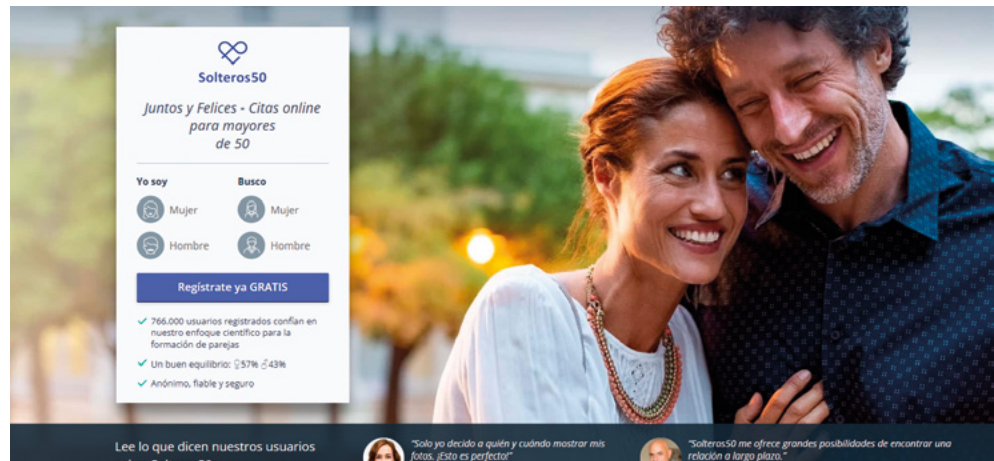 Solteros50
Juntos y Felices - Citas online
para mayores
de 50
Yo soy
Busco
Mujer
Mujer
Hombre
Hombre
Regístrate ya GRATIS
766.000 usuarios registrados confían en
nuestro enfoque científico para la
formación de parejas
Un buen equilibrio: ♀57% ♂43%
Anónimo, fiable y seguro
Lee lo que dicen nuestros usuarios
"Solo yo decido a quién y cuándo mostrar mis
fotos. ¡Esto es perfecto!"
"Solteros50 me ofrece grandes posibilidades de encontrar una
relación a largo plazo."